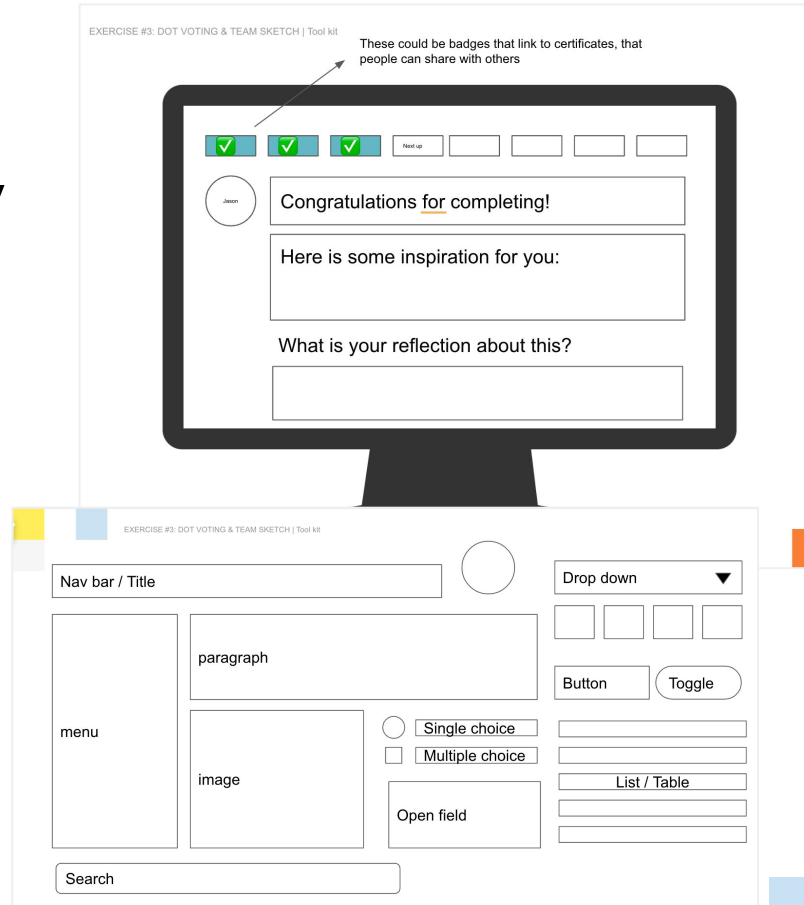 EXERCISE #3: DOT VOTING & TEAM SKETCH | Tool kit
These could be badges that link to certificates, that
people can share with others
✅ ✅ ✅ Next up
Jason
Congratulations for completing!
Here is some inspiration for you:
What is your reflection about this?
EXERCISE #3: DOT VOTING & TEAM SKETCH | Tool kit
Nav bar / Title
Drop down
paragraph
Button
Toggle
menu
Single choice
Multiple choice
image
List / Table
Open field
Search